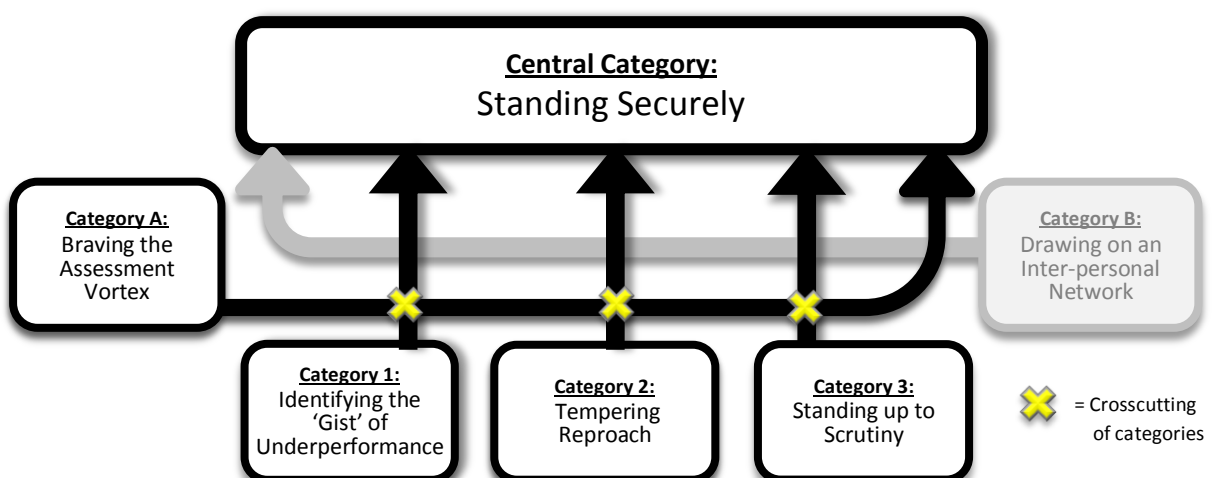 Central Category:
Standing Securely
Category A:
Braving the
Assessment
Vortex
Category B:
Drawing on an
Inter-personal
Network
Category 1:
Identifying the
‘Gist’ of
Underperformance
Category 2:
Tempering
Reproach
Category 3:
Standing up to
Scrutiny
= Crosscutting
of categories